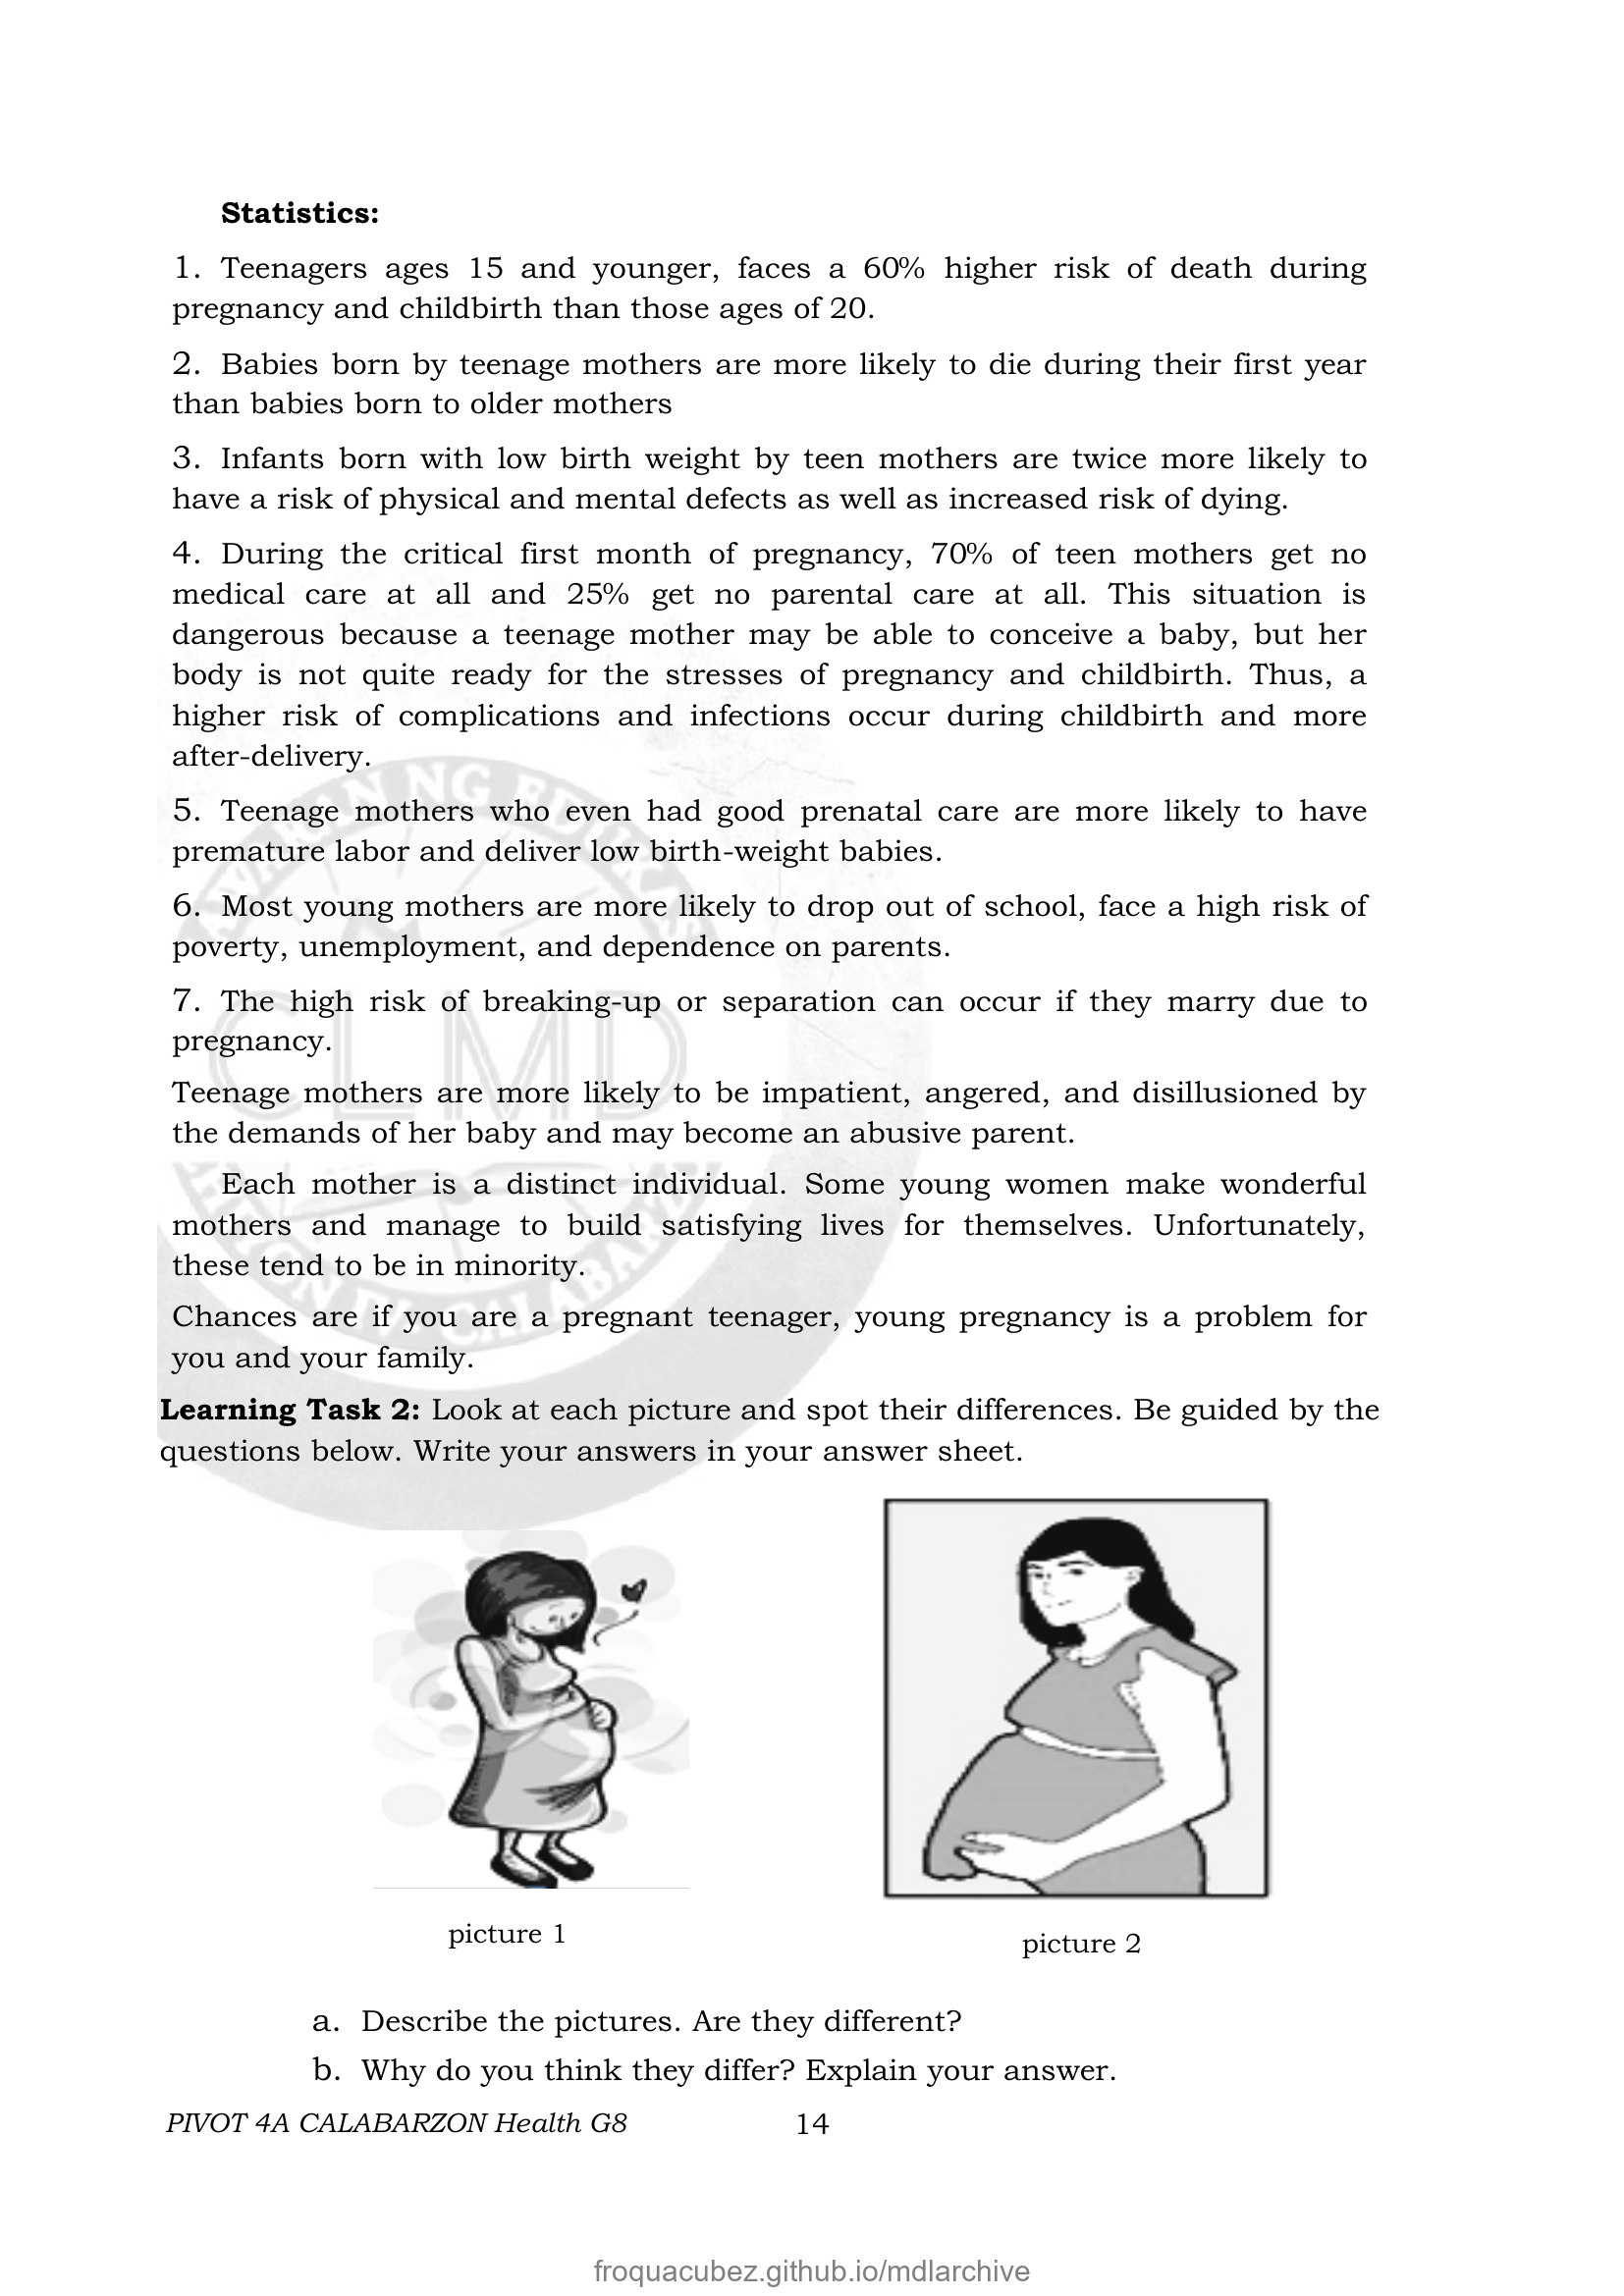 Statistics:
1. Teenagers ages 15 and younger, faces a 60% higher risk of death during
pregnancy and childbirth than those ages of 20.
2. Babies born by teenage mothers are more likely to die during their first year
than babies born to older mothers
3. Infants born with low birth weight by teen mothers are twice more likely to
have a risk of physical and mental defects as well as increased risk of dying.
4. During the critical first month of pregnancy, 70% of teen mothers get no
medical care at all and 25% get no parental care at all. This situation is
dangerous because a teenage mother may be able to conceive a baby, but her
body is not quite ready for the stresses of pregnancy and childbirth. Thus, a
higher risk of complications and infections occur during childbirth and more
after-delivery.
5. Teenage mothers who even had good prenatal care are more likely to have
premature labor and deliver low birth-weight babies.
6. Most young mothers are more likely to drop out of school, face a high risk of
poverty, unemployment, and dependence on parents.
7. The high risk of breaking-up or separation can occur if they marry due to
pregnancy.
Teenage mothers are more likely to be impatient, angered, and disillusioned by
the demands of her baby and may become an abusive parent.
Each mother is a distinct individual. Some young women make wonderful
mothers and manage to build satisfying lives for themselves. Unfortunately,
these tend to be in minority.
Chances are if you are a pregnant teenager, young pregnancy is a problem for
you and your family.
Learning Task 2: Look at each picture and spot their differences. Be guided by the
questions below. Write your answers in your answer sheet.
picture 1
picture 2
a. Describe the pictures. Are they different?
b. Why do you think they differ? Explain your answer.
PIVOT 4A CALABARZON Health G8 14
CLMD
froquacubez.github.io/mdlarchive